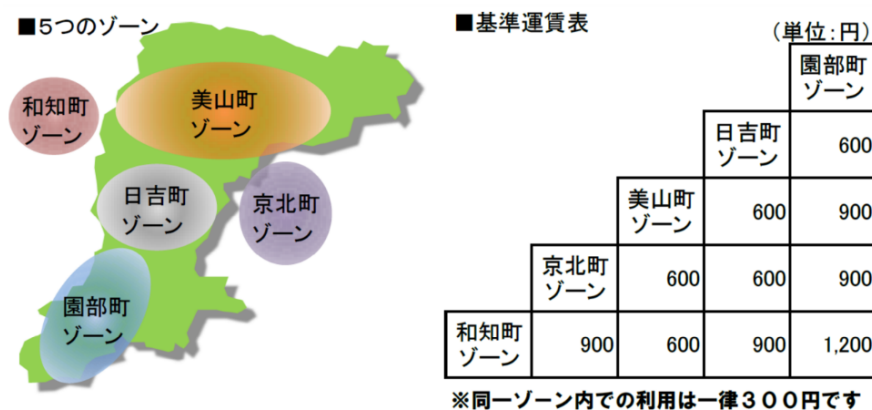 ■5つのゾーン
和知町
ゾーン
美山町
ゾーン
日吉町
ゾーン
京北町
ゾーン
園部町
ゾーン
■基準運賃表
(単位:円)
園部町
ゾーン
日吉町
ゾーン
600
美山町
ゾーン
600
900
京北町
ゾーン
600
600
900
和知町
ゾーン
900
600
900
1,200
※同一ゾーン内での利用は一律300円です